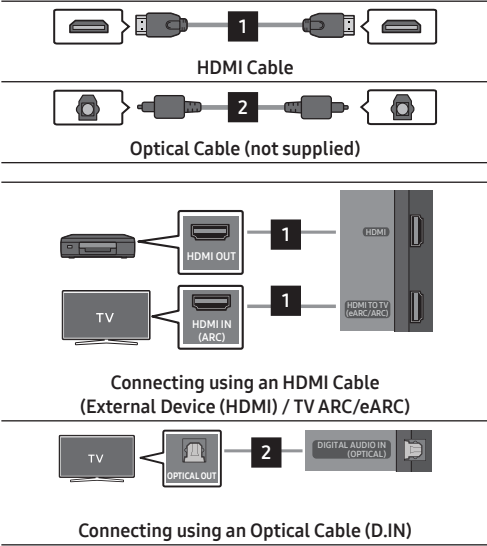 1
HDMI Cable
2
Optical Cable (not supplied)
HDMI OUT
1
HDMI
TV
HDMI IN
(ARC)
1
HDMI TO TV
(eARC/ARC)
Connecting using an HDMI Cable
(External Device (HDMI) / TV ARC/eARC)
TV
OPTICAL OUT
2
DIGITAL AUDIO IN
(OPTICAL)
Connecting using an Optical Cable (D.IN)